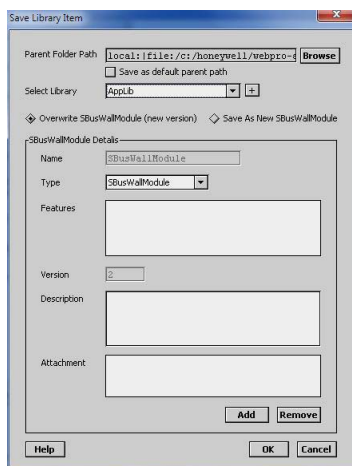 Save Library Item
Parent Folder Path local:|file:/c:/honeywell/webpro-s Browse
Save as default parent path
Select Library AppLib +
Overwrite SBusWallModule (new version) Save As New SBusWallModule
SBusWallModule Details
Name SBusWallModule
Type SBusWallModule
Features
Version 2
Description
Attachment
Add Remove
Help OK Cancel